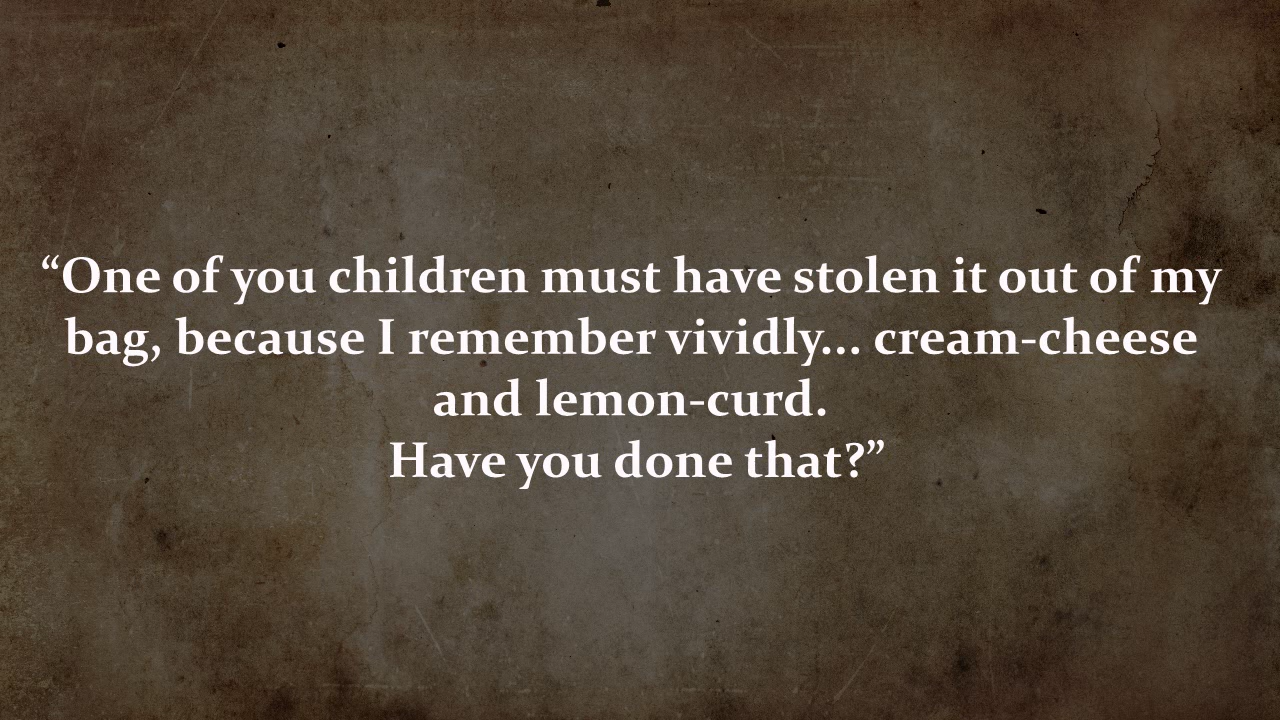 “One of you children must have stolen it out of my
bag, because I remember vividly... cream-cheese
and lemon-curd.
Have you done that?”